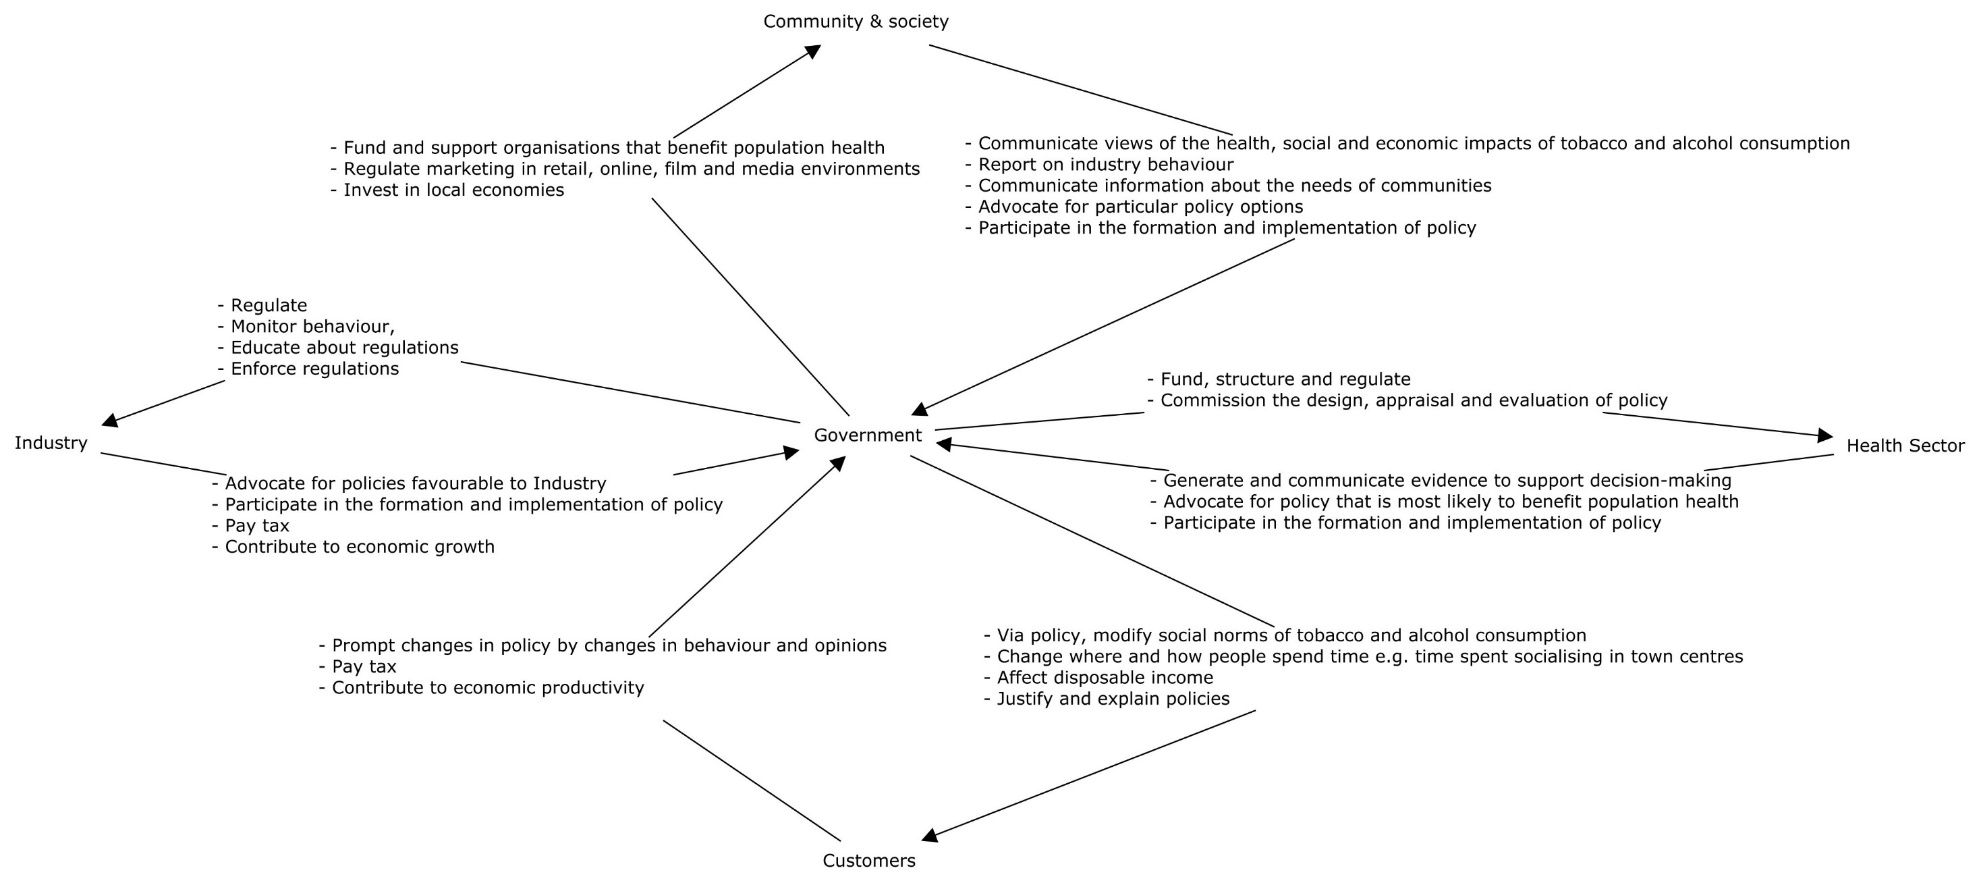 Community & society
- Fund and support organisations that benefit population health
- Regulate marketing in retail, online, film and media environments
- Invest in local economies
- Communicate views of the health, social and economic impacts of tobacco and alcohol consumption
- Report on industry behaviour
- Communicate information about the needs of communities
- Advocate for particular policy options
- Participate in the formation and implementation of policy
- Regulate
- Monitor behaviour,
- Educate about regulations
- Enforce regulations
- Fund, structure and regulate
- Commission the design, appraisal and evaluation of policy
Industry
Government
Health Sector
- Advocate for policies favourable to Industry
- Participate in the formation and implementation of policy
- Pay tax
- Contribute to economic growth
- Generate and communicate evidence to support decision-making
- Advocate for policy that is most likely to benefit population health
- Participate in the formation and implementation of policy
- Prompt changes in policy by changes in behaviour and opinions
- Pay tax
- Contribute to economic productivity
- Via policy, modify social norms of tobacco and alcohol consumption
- Change where and how people spend time e.g. time spent socialising in town centres
- Affect disposable income
- Justify and explain policies
Customers